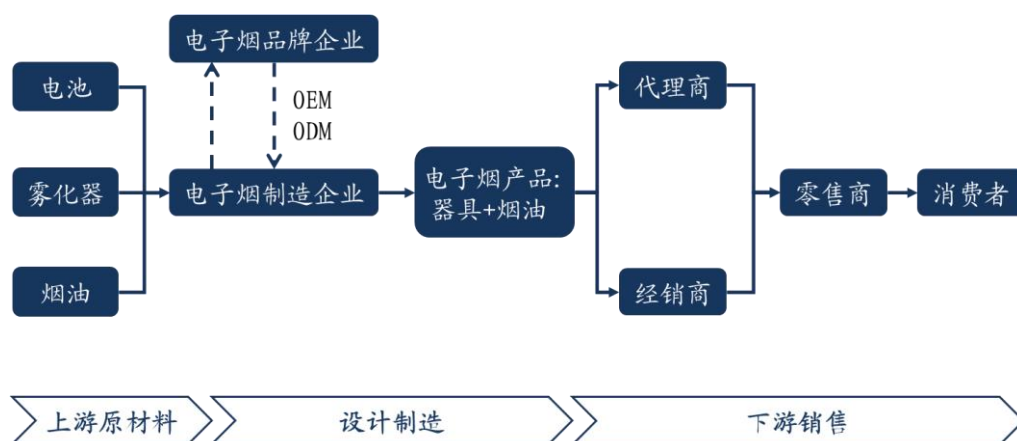 电子烟品牌企业
电池
OEM
ODM
代理商
雾化器
电子烟制造企业
电子烟产品:
器具+烟油
零售商
消费者
烟油
经销商
上游原材料
设计制造
下游销售